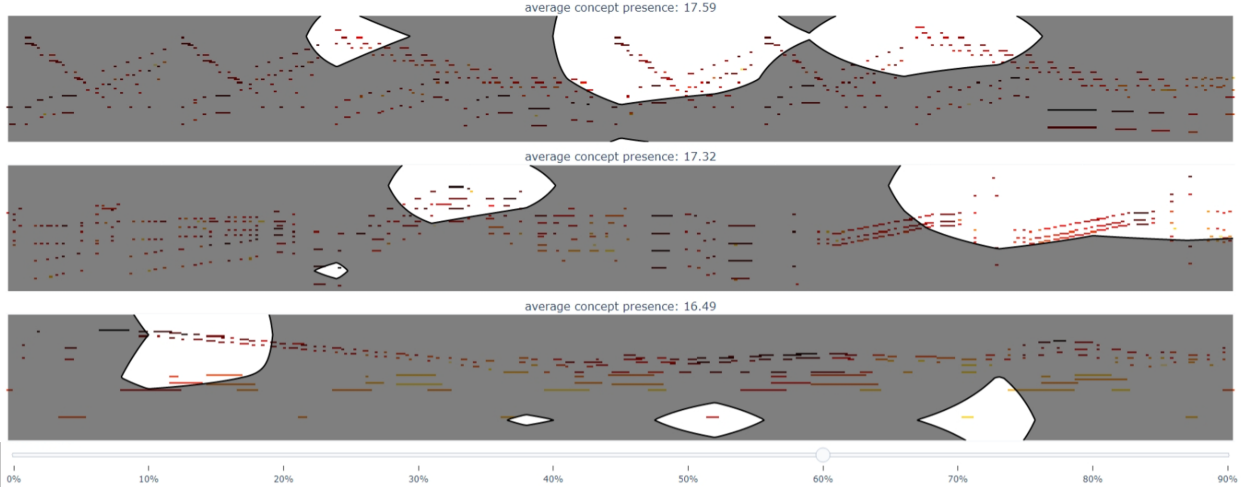 average concept presence: 17.59
average concept presence: 17.32
average concept presence: 16.49
0% 10% 20% 30% 40% 50% 60% 70% 80% 90%